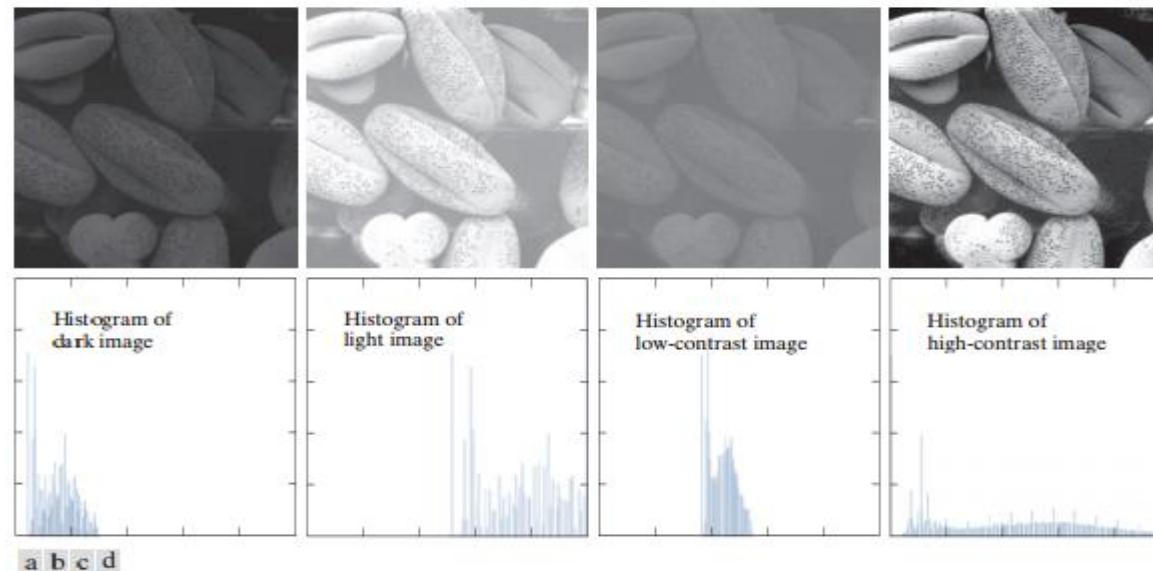 Histogram of
dark image
Histogram of
light image
Histogram of
low-contrast image
Histogram of
high-contrast image
a b c d